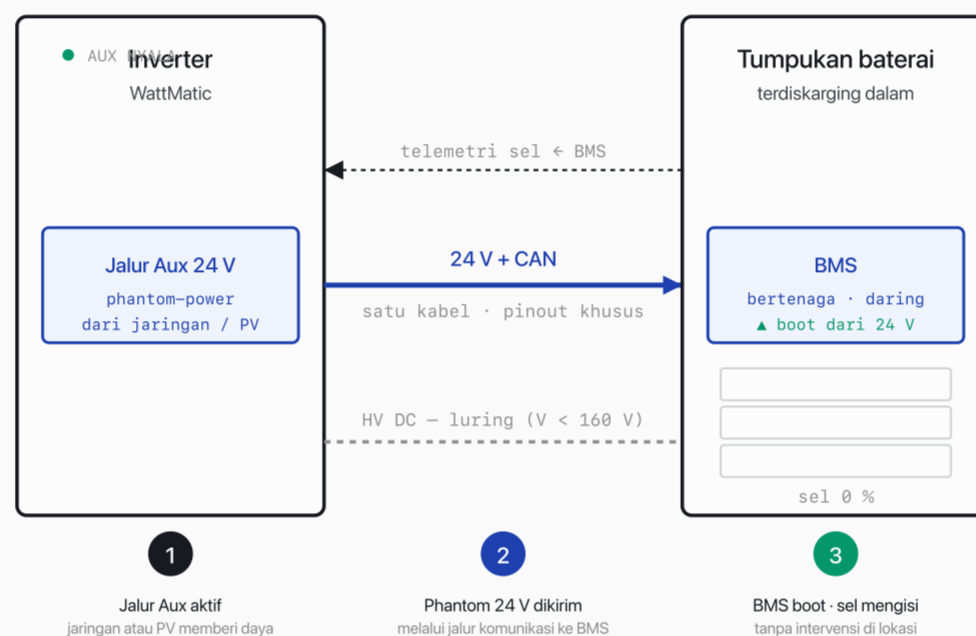 AUX NYALA
Inverter
WattMatic
Tumpukan baterai
terdiskarging dalam
telemetri sel ← BMS
Jalur Aux 24 V
phantom-power
dari jaringan / PV
24 V + CAN
satu kabel · pinout khusus
BMS
bertenaga · daring
▲ boot dari 24 V
HV DC — luring (V < 160 V)
sel 0 %
1
2
3
Jalur Aux aktif
jaringan atau PV memberi daya
Phantom 24 V dikirim
melalui jalur komunikasi ke BMS
BMS boot · sel mengisi
tanpa intervensi di lokasi